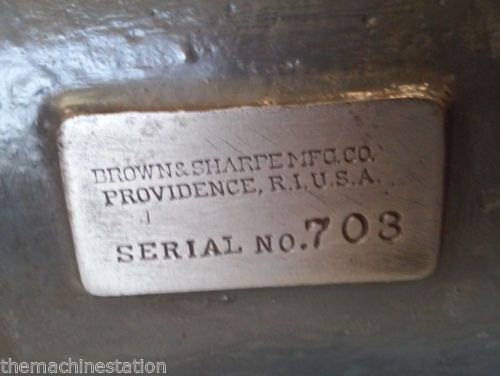 BROWN & SHARPE MFG. CO.
PROVIDENCE, R.I. U.S.A.
SERIAL NO. 703
themachinestation